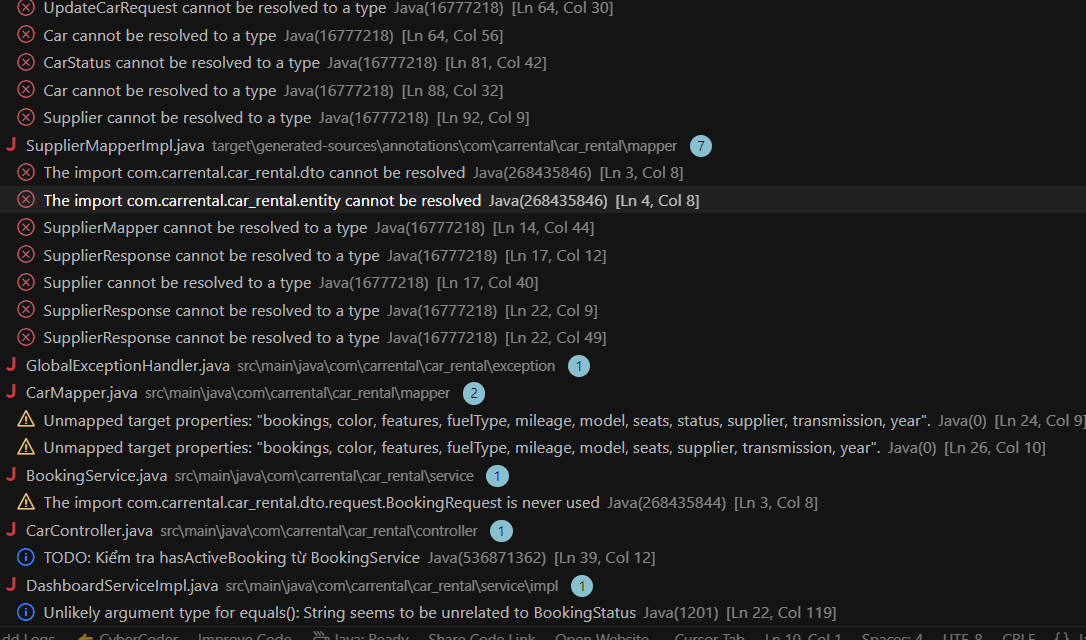 UpdateCarRequest cannot be resolved to a type Java(16777218) [Ln 64, Col 30]
Car cannot be resolved to a type Java(16777218) [Ln 64, Col 56]
CarStatus cannot be resolved to a type Java(16777218) [Ln 81, Col 42]
Car cannot be resolved to a type Java(16777218) [Ln 88, Col 32]
Supplier cannot be resolved to a type Java(16777218) [Ln 92, Col 9]
J SupplierMapperImpl.java target\generated-sources\annotations\com\carrental\car_rental\mapper 7
The import com.carrental.car_rental.dto cannot be resolved Java(268435846) [Ln 3, Col 8]
The import com.carrental.car_rental.entity cannot be resolved Java(268435846) [Ln 4, Col 8]
SupplierMapper cannot be resolved to a type Java(16777218) [Ln 14, Col 44]
SupplierResponse cannot be resolved to a type Java(16777218) [Ln 17, Col 12]
Supplier cannot be resolved to a type Java(16777218) [Ln 17, Col 40]
SupplierResponse cannot be resolved to a type Java(16777218) [Ln 22, Col 9]
SupplierResponse cannot be resolved to a type Java(16777218) [Ln 22, Col 49]
J GlobalExceptionHandler.java src\main\java\com\carrental\car_rental\exception 1
J CarMapper.java src\main\java\com\carrental\car_rental\mapper 2
Unmapped target properties: "bookings, color, features, fuelType, mileage, model, seats, status, supplier, transmission, year". Java(0) [Ln 24, Col 9]
Unmapped target properties: "bookings, color, features, fuelType, mileage, model, seats, supplier, transmission, year". Java(0) [Ln 26, Col 10]
J BookingService.java src\main\java\com\carrental\car_rental\service 1
The import com.carrental.car_rental.dto.request.BookingRequest is never used Java(268435844) [Ln 3, Col 8]
J CarController.java src\main\java\com\carrental\car_rental\controller 1
TODO: Kiểm tra hasActiveBooking từ BookingService Java(536871362) [Ln 39, Col 12]
J DashboardServiceImpl.java src\main\java\com\carrental\car_rental\service\impl 1
Unlikely argument type for equals(): String seems to be unrelated to BookingStatus Java(1201) [Ln 22, Col 119]
dd Logs CyberCoder Improve Code Java: Ready Share Code Link Open Website Cursor Tab Ln 10, Col 1 Spaces: 4 UTF-8 CRLF {}